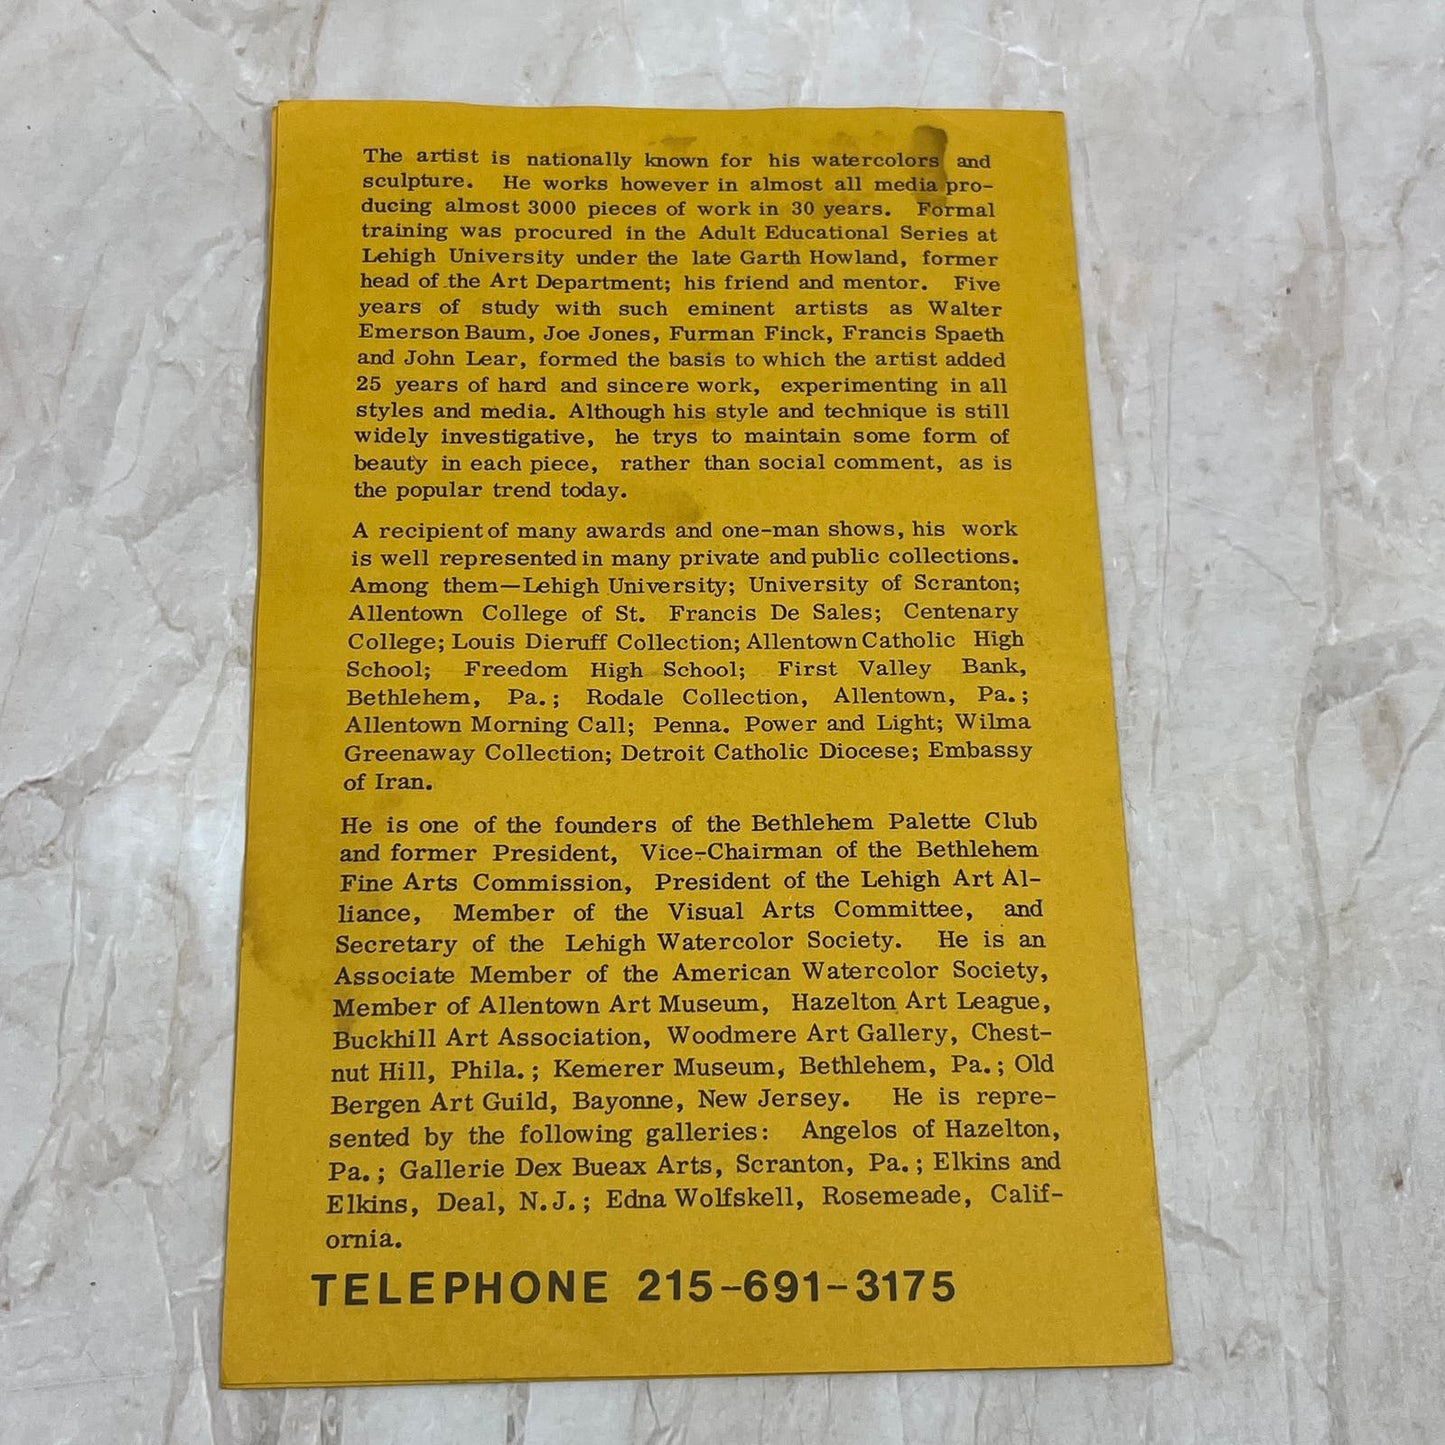 The artist is nationally known for his watercolors and
sculpture. He works however in almost all media pro-
ducing almost 3000 pieces of work in 30 years. Formal
training was procured in the Adult Educational Series at
Lehigh University under the late Garth Howland, former
head of the Art Department; his friend and mentor. Five
years of study with such eminent artists as Walter
Emerson Baum, Joe Jones, Furman Finck, Francis Spaeth
and John Lear, formed the basis to which the artist added
25 years of hard and sincere work, experimenting in all
styles and media. Although his style and technique is still
widely investigative, he trys to maintain some form of
beauty in each piece, rather than social comment, as is
the popular trend today.
A recipient of many awards and one-man shows, his work
is well represented in many private and public collections.
Among them—Lehigh University; University of Scranton;
Allentown College of St. Francis De Sales; Centenary
College; Louis Dieruff Collection; Allentown Catholic High
School; Freedom High School; First Valley Bank,
Bethlehem, Pa.; Rodale Collection, Allentown, Pa.;
Allentown Morning Call; Penna. Power and Light; Wilma
Greenaway Collection; Detroit Catholic Diocese; Embassy
of Iran.
He is one of the founders of the Bethlehem Palette Club
and former President, Vice-Chairman of the Bethlehem
Fine Arts Commission, President of the Lehigh Art Al-
liance, Member of the Visual Arts Committee, and
Secretary of the Lehigh Watercolor Society. He is an
Associate Member of the American Watercolor Society,
Member of Allentown Art Museum, Hazelton Art League,
Buckhill Art Association, Woodmere Art Gallery, Chest-
nut Hill, Phila.; Kemerer Museum, Bethlehem, Pa.; Old
Bergen Art Guild, Bayonne, New Jersey. He is repre-
sented by the following galleries: Angelos of Hazelton,
Pa.; Gallerie Dex Bueax Arts, Scranton, Pa.; Elkins and
Elkins, Deal, N.J.; Edna Wolfskell, Rosemeade, Calif-
ornia.
TELEPHONE 215-691-3175